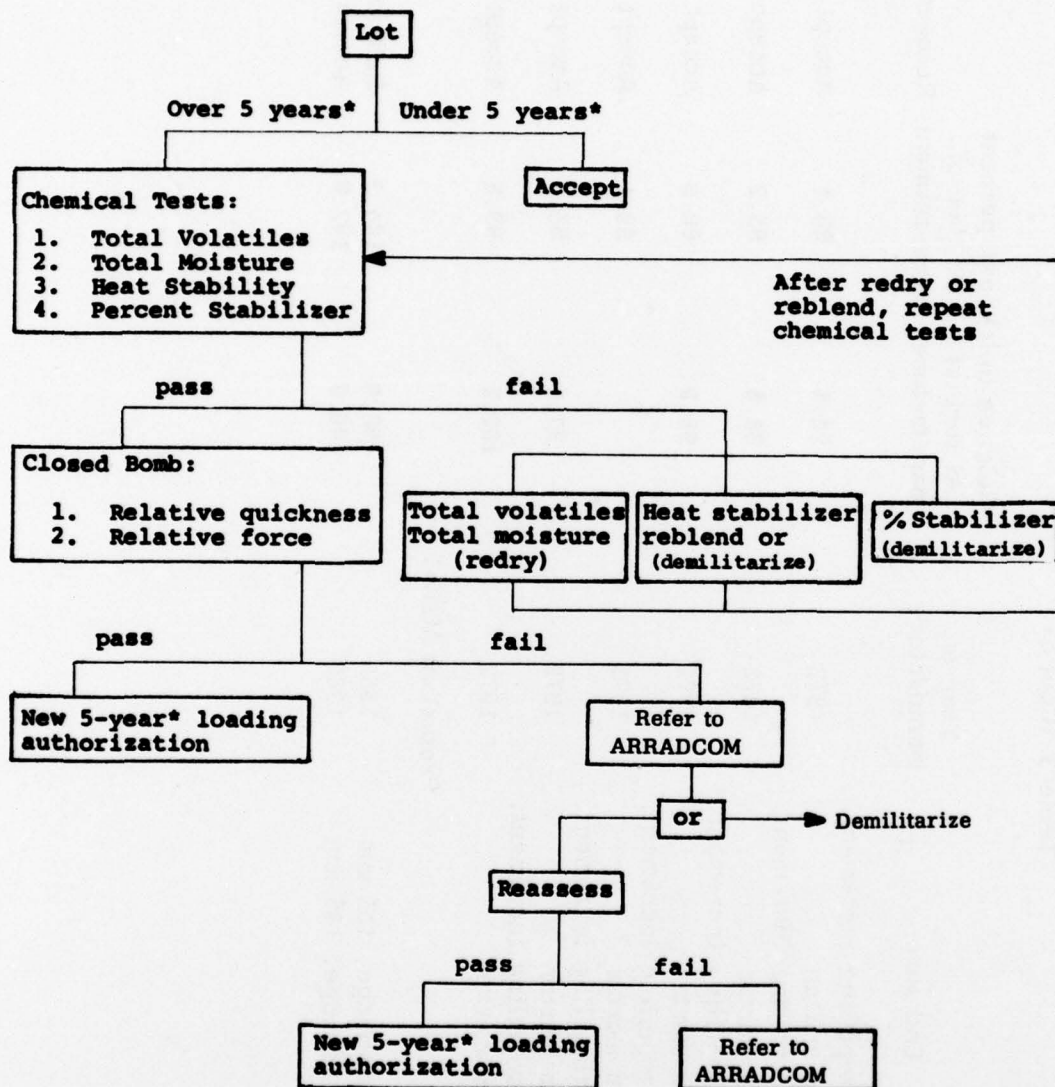 Lot
Over 5 years* Under 5 years*
Accept
Chemical Tests:
1. Total Volatiles
2. Total Moisture
3. Heat Stability
4. Percent Stabilizer
After redry or
reblend, repeat
chemical tests
pass fail
Closed Bomb:
1. Relative quickness
2. Relative force
Total volatiles
Total moisture
(redry)
Heat stabilizer
reblend or
(demilitarize)
% Stabilizer
(demilitarize)
pass fail
New 5-year* loading
authorization
Refer to
ARRADCOM
or
Demilitarize
Reassess
pass fail
New 5-year* loading
authorization
Refer to
ARRADCOM